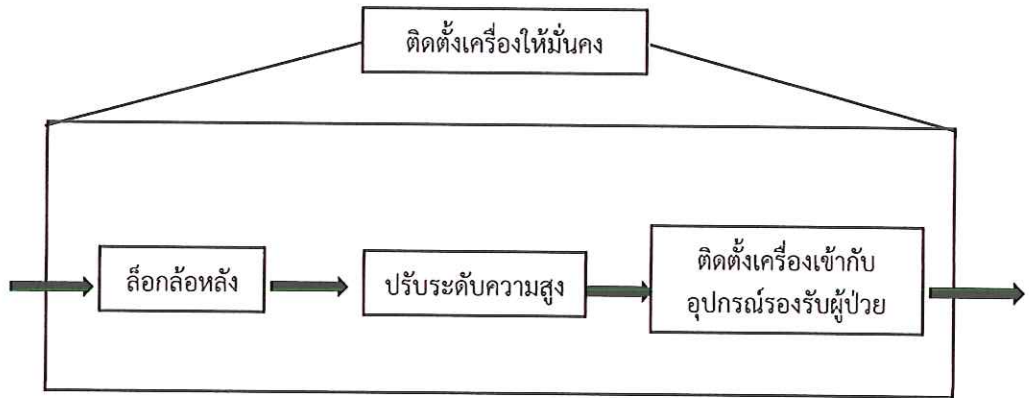 ติดตั้งเครื่องให้มั่นคง
ล็อกล้อหลัง
ปรับระดับความสูง
ติดตั้งเครื่องเข้ากับ
อุปกรณ์รองรับผู้ป่วย